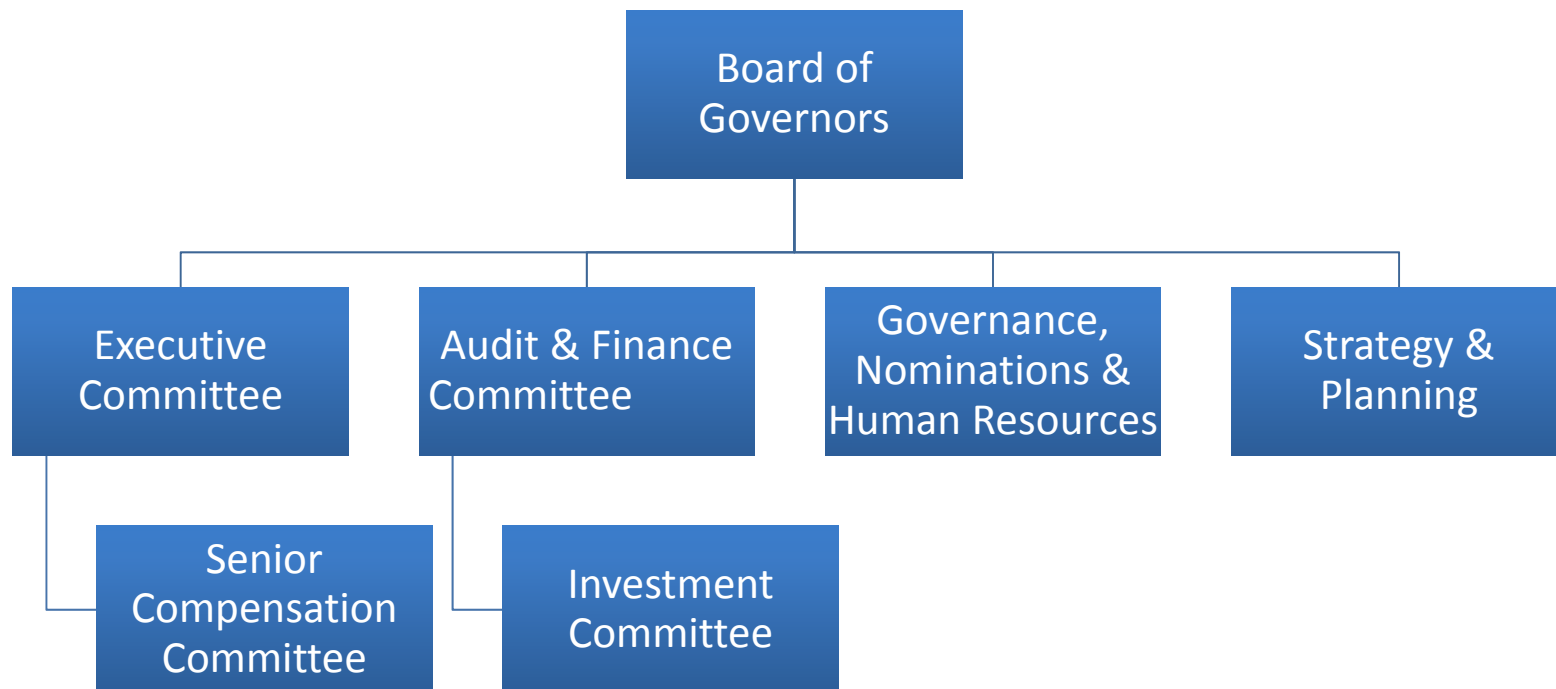 Board of
Governors
Executive
Committee
Audit & Finance
Committee
Governance,
Nominations &
Human Resources
Strategy &
Planning
Senior
Compensation
Committee
Investment
Committee